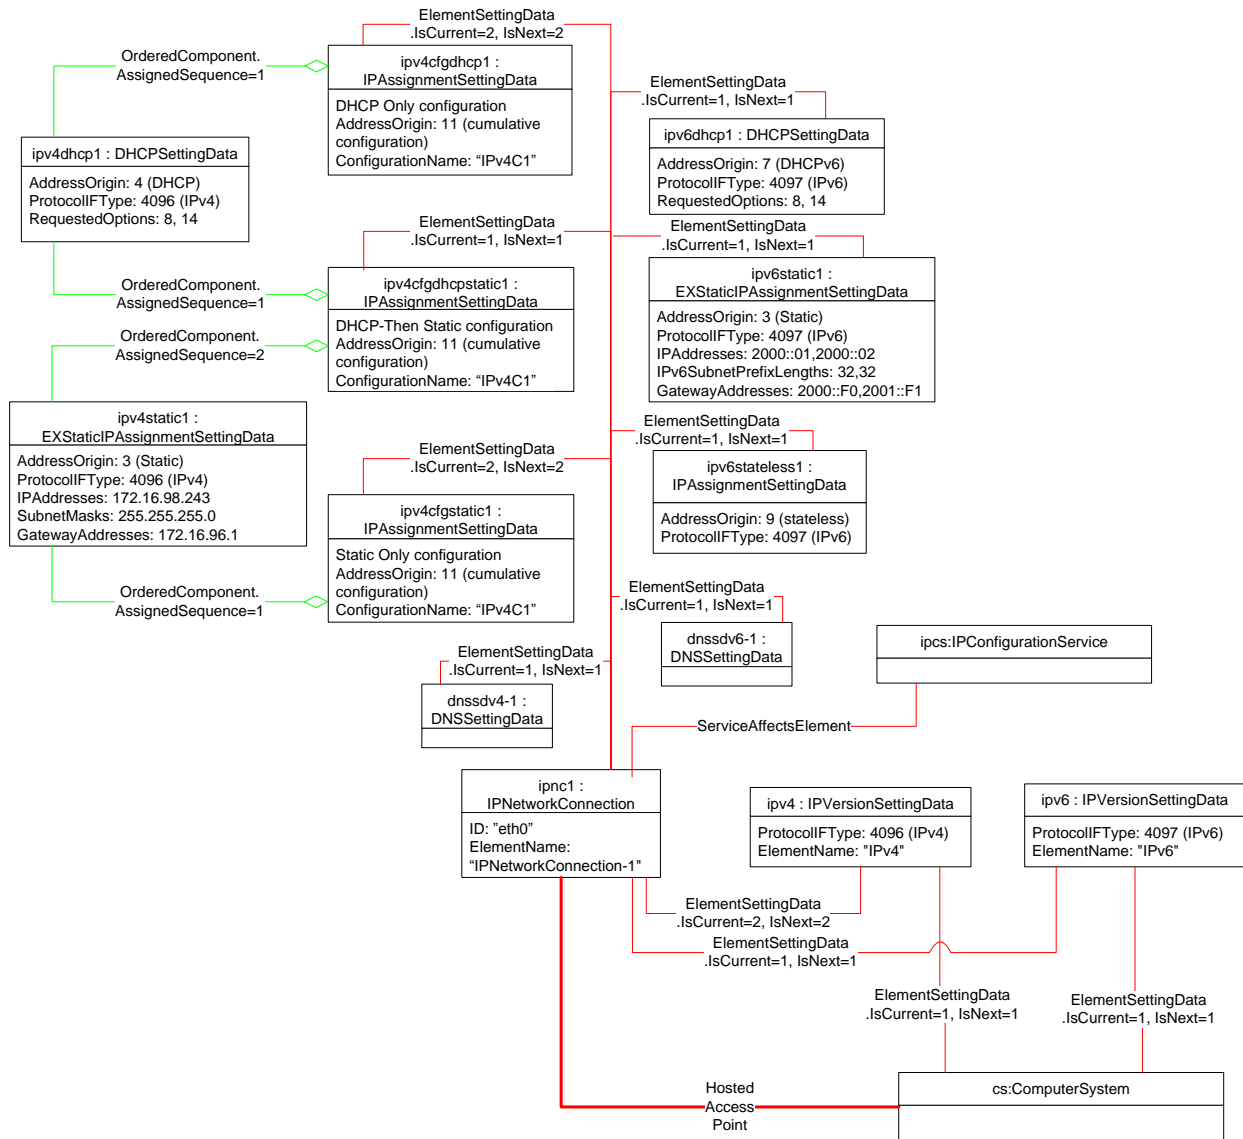 ElementSettingData
.IsCurrent=2, IsNext=2
OrderedComponent.
AssignedSequence=1
ipv4cfgdhcp1 :
IPAssignmentSettingData
DHCP Only configuration
AddressOrigin: 11 (cumulative
configuration)
ConfigurationName: “IPv4C1”
ElementSettingData
.IsCurrent=1, IsNext=1
ipv4dhcp1 : DHCPSettingData
AddressOrigin: 4 (DHCP)
ProtocolIFType: 4096 (IPv4)
RequestedOptions: 8, 14
ipv6dhcp1 : DHCPSettingData
AddressOrigin: 7 (DHCPv6)
ProtocolIFType: 4097 (IPv6)
RequestedOptions: 8, 14
ElementSettingData
.IsCurrent=1, IsNext=1
ElementSettingData
.IsCurrent=1, IsNext=1
OrderedComponent.
AssignedSequence=1
ipv4cfgdhcpstatic1 :
IPAssignmentSettingData
DHCP-Then Static configuration
AddressOrigin: 11 (cumulative
configuration)
ConfigurationName: “IPv4C1”
ipv6static1 :
EXStaticIPAssignmentSettingData
AddressOrigin: 3 (Static)
ProtocolIFType: 4097 (IPv6)
IPAddresses: 2000::01,2000::02
IPv6SubnetPrefixLengths: 32,32
GatewayAddresses: 2000::F0,2001::F1
OrderedComponent.
AssignedSequence=2
ipv4static1 :
EXStaticIPAssignmentSettingData
AddressOrigin: 3 (Static)
ProtocolIFType: 4096 (IPv4)
IPAddresses: 172.16.98.243
SubnetMasks: 255.255.255.0
GatewayAddresses: 172.16.96.1
ElementSettingData
.IsCurrent=2, IsNext=2
ElementSettingData
.IsCurrent=1, IsNext=1
ipv6stateless1 :
IPAssignmentSettingData
AddressOrigin: 9 (stateless)
ProtocolIFType: 4097 (IPv6)
ipv4cfgstatic1 :
IPAssignmentSettingData
Static Only configuration
AddressOrigin: 11 (cumulative
configuration)
ConfigurationName: “IPv4C1”
OrderedComponent.
AssignedSequence=1
ElementSettingData
.IsCurrent=1, IsNext=1
dnssdv6-1 :
DNSSettingData
ipcs:IPConfigurationService
ElementSettingData
.IsCurrent=1, IsNext=1
dnssdv4-1 :
DNSSettingData
ServiceAffectsElement
ipnc1 :
IPNetworkConnection
ID: ”eth0”
ElementName:
“IPNetworkConnection-1”
ipv4 : IPVersionSettingData
ProtocolIFType: 4096 (IPv4)
ElementName: "IPv4"
ipv6 : IPVersionSettingData
ProtocolIFType: 4097 (IPv6)
ElementName: "IPv6"
ElementSettingData
.IsCurrent=2, IsNext=2
ElementSettingData
.IsCurrent=1, IsNext=1
ElementSettingData
.IsCurrent=1, IsNext=1
ElementSettingData
.IsCurrent=1, IsNext=1
Hosted
Access
Point
cs:ComputerSystem